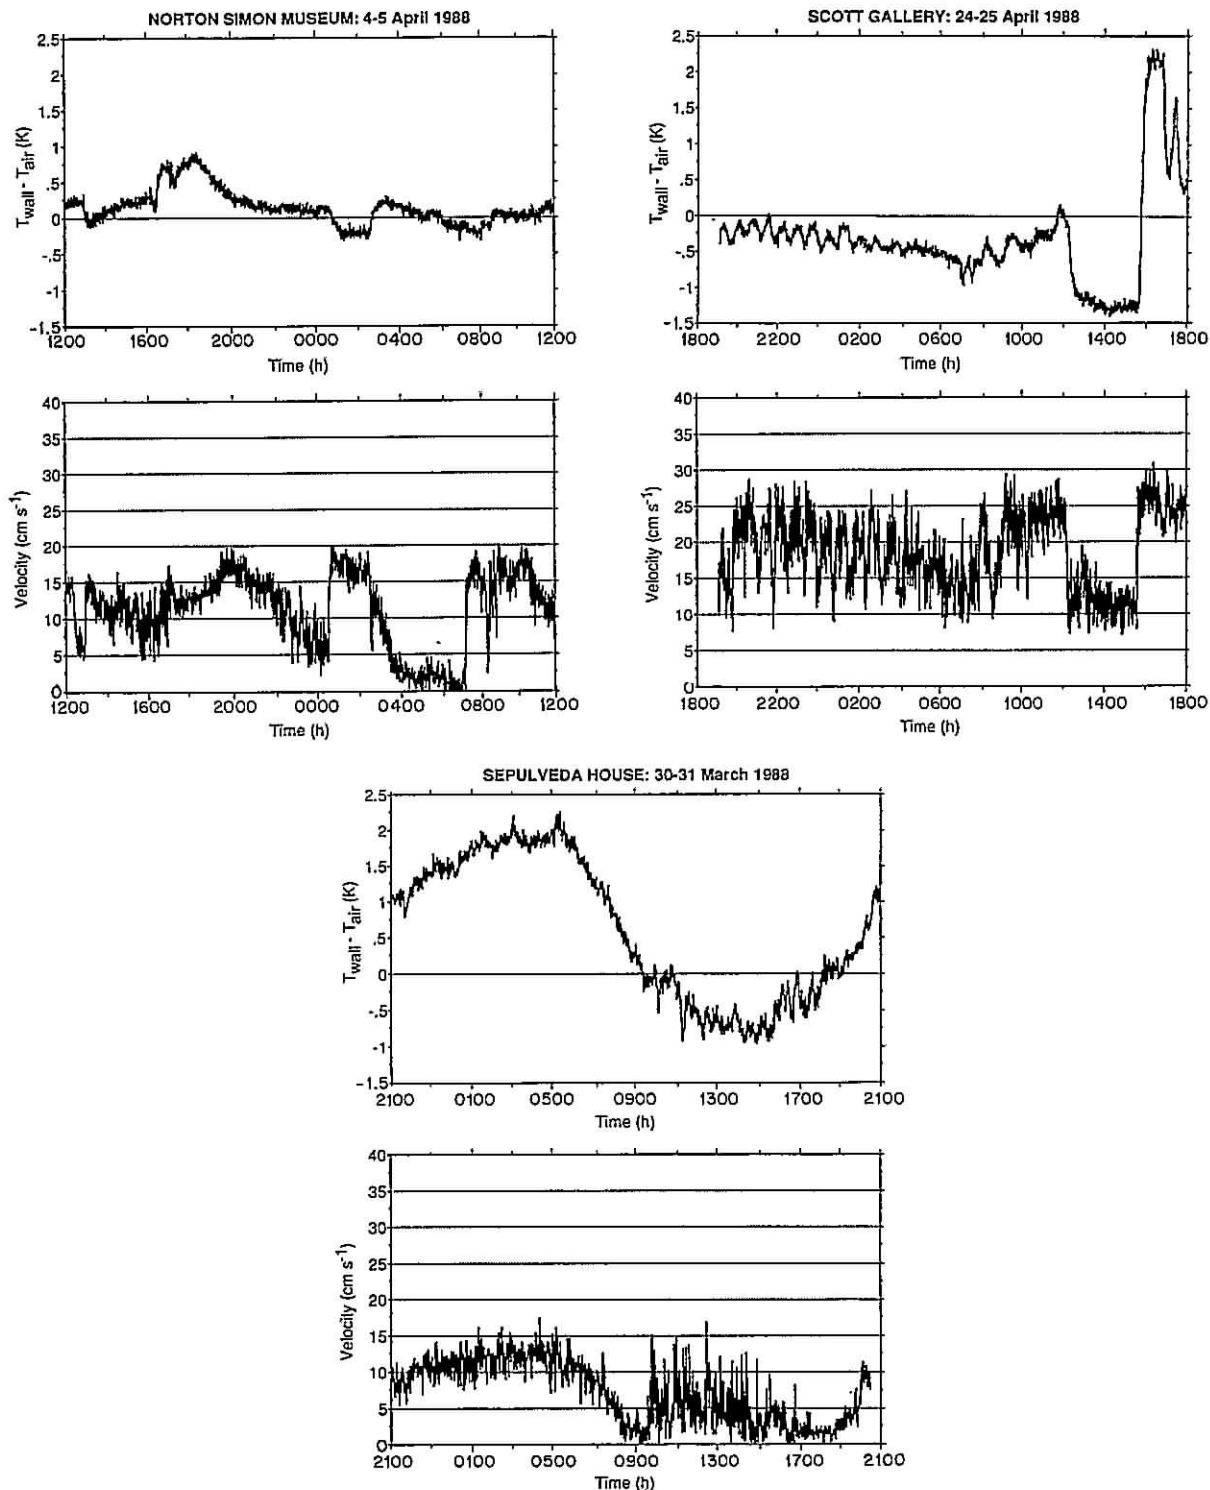 NORTON SIMON MUSEUM: 4-5 April 1988
2.5
2
1.5
1
.5
0
-.5
-1
-1.5
T wall - T air (K)
1200 1600 2000 0000 0400 0800 1200
Time (h)
SCOTT GALLERY: 24-25 April 1988
2.5
2
1.5
1
.5
0
-.5
-1
-1.5
T wall - T air (K)
1800 2200 0200 0600 1000 1400 1800
Time (h)
40
35
30
25
20
15
10
5
0
Velocity (cm s-1)
1200 1600 2000 0000 0400 0800 1200
Time (h)
40
35
30
25
20
15
10
5
0
Velocity (cm s-1)
1800 2200 0200 0600 1000 1400 1800
Time (h)
SEPULVEDA HOUSE: 30-31 March 1988
2.5
2
1.5
1
.5
0
-.5
-1
-1.5
T wall - T air (K)
2100 0100 0500 0900 1300 1700 2100
Time (h)
40
35
30
25
20
15
10
5
0
Velocity (cm s-1)
2100 0100 0500 0900 1300 1700 2100
Time (h)